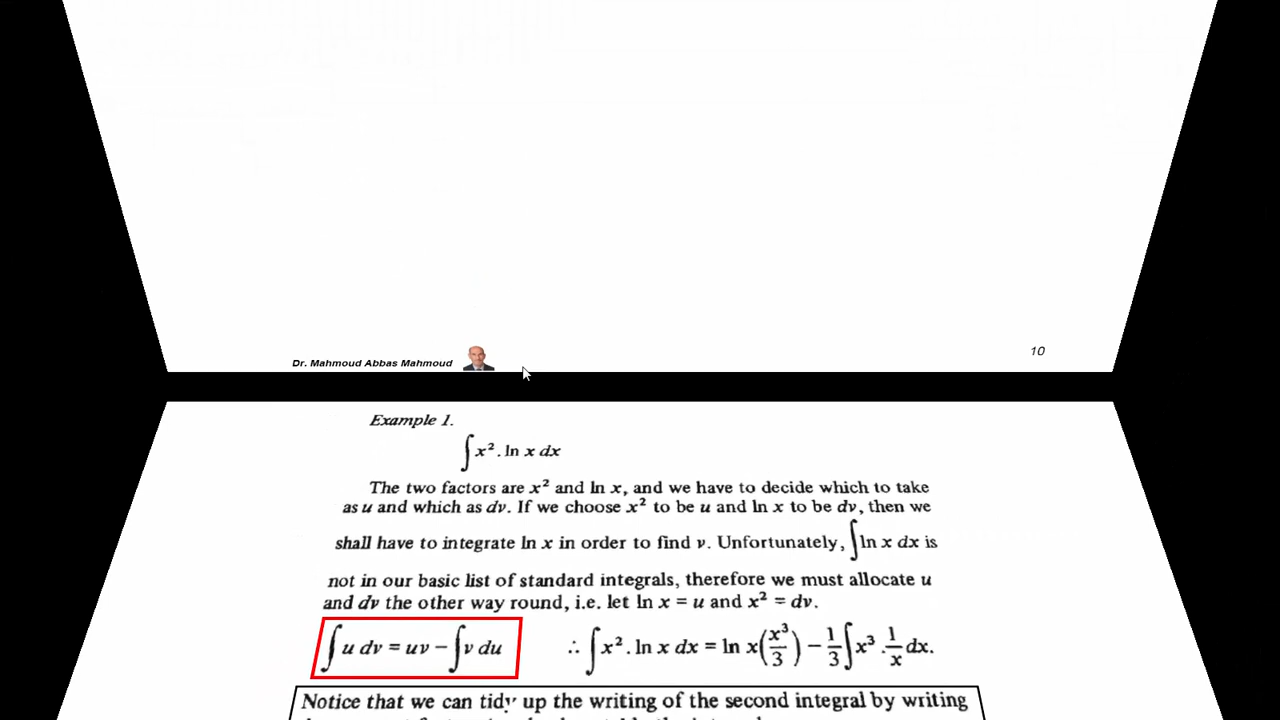 Dr. Mahmoud Abbas Mahmoud
10
Example 1.
∫x². ln x dx
The two factors are x² and ln x, and we have to decide which to take
as u and which as dv. If we choose x² to be u and ln x to be dv, then we
shall have to integrate ln x in order to find v. Unfortunately, ∫ln x dx is
not in our basic list of standard integrals, therefore we must allocate u
and dv the other way round, i.e. let ln x = u and x² = dv.
∫u dv = uv − ∫v du ∴ ∫x². ln x dx = ln x(x³/3) − 1/3 ∫x³ . 1/x dx.
Notice that we can tidy up the writing of the second integral by writing